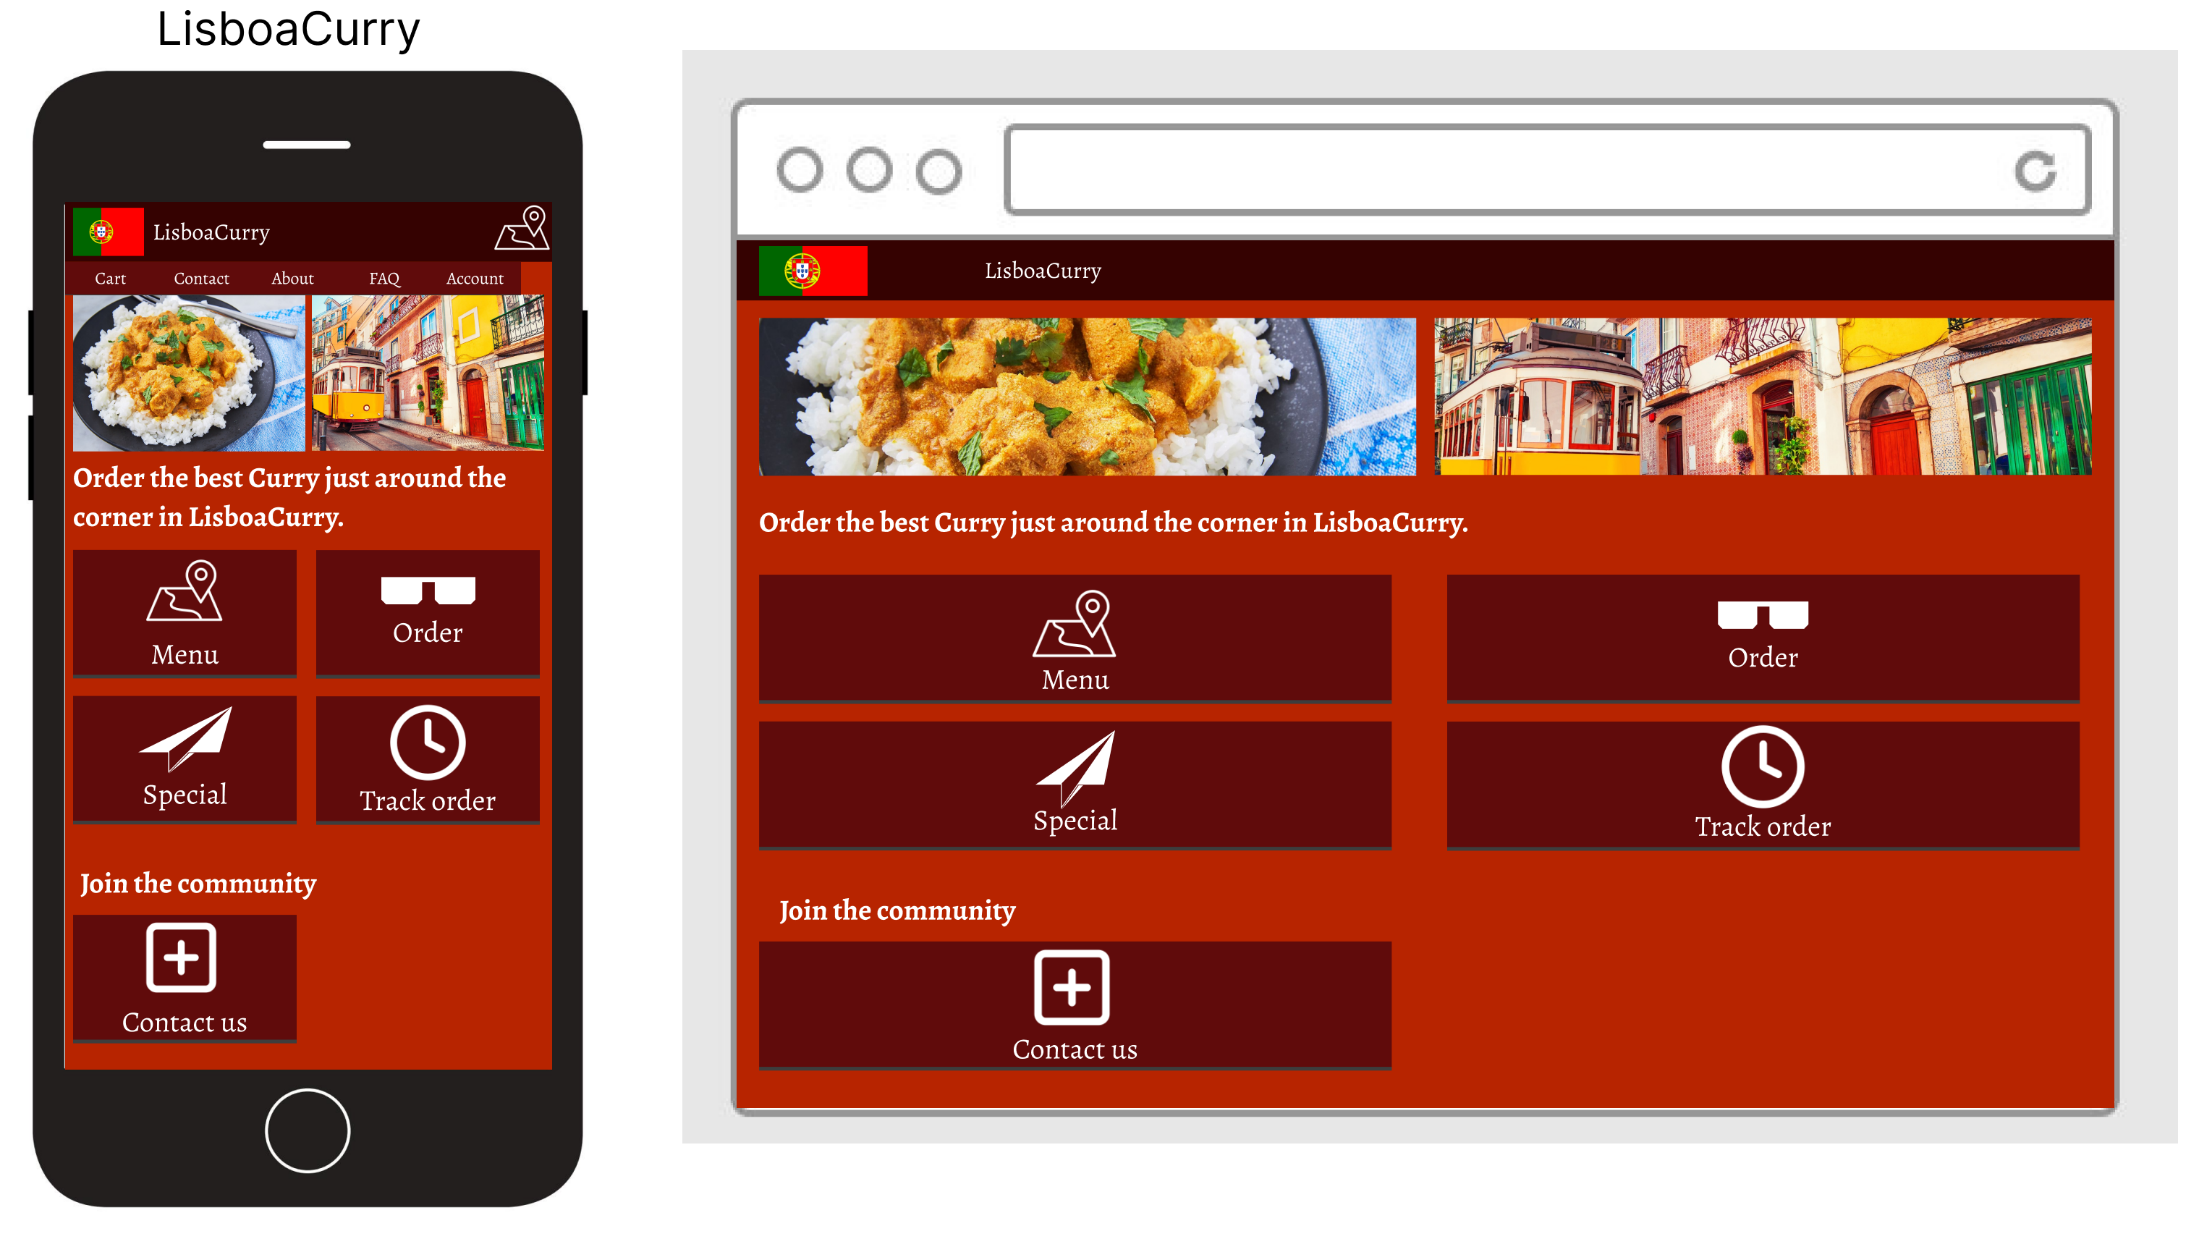 LisboaCurry
LisboaCurry
Cart Contact About FAQ Account
Order the best Curry just around the
corner in LisboaCurry.
Menu
Order
Special
Track order
Join the community
Contact us
LisboaCurry
Order the best Curry just around the corner in LisboaCurry.
Menu
Order
Special
Track order
Join the community
Contact us